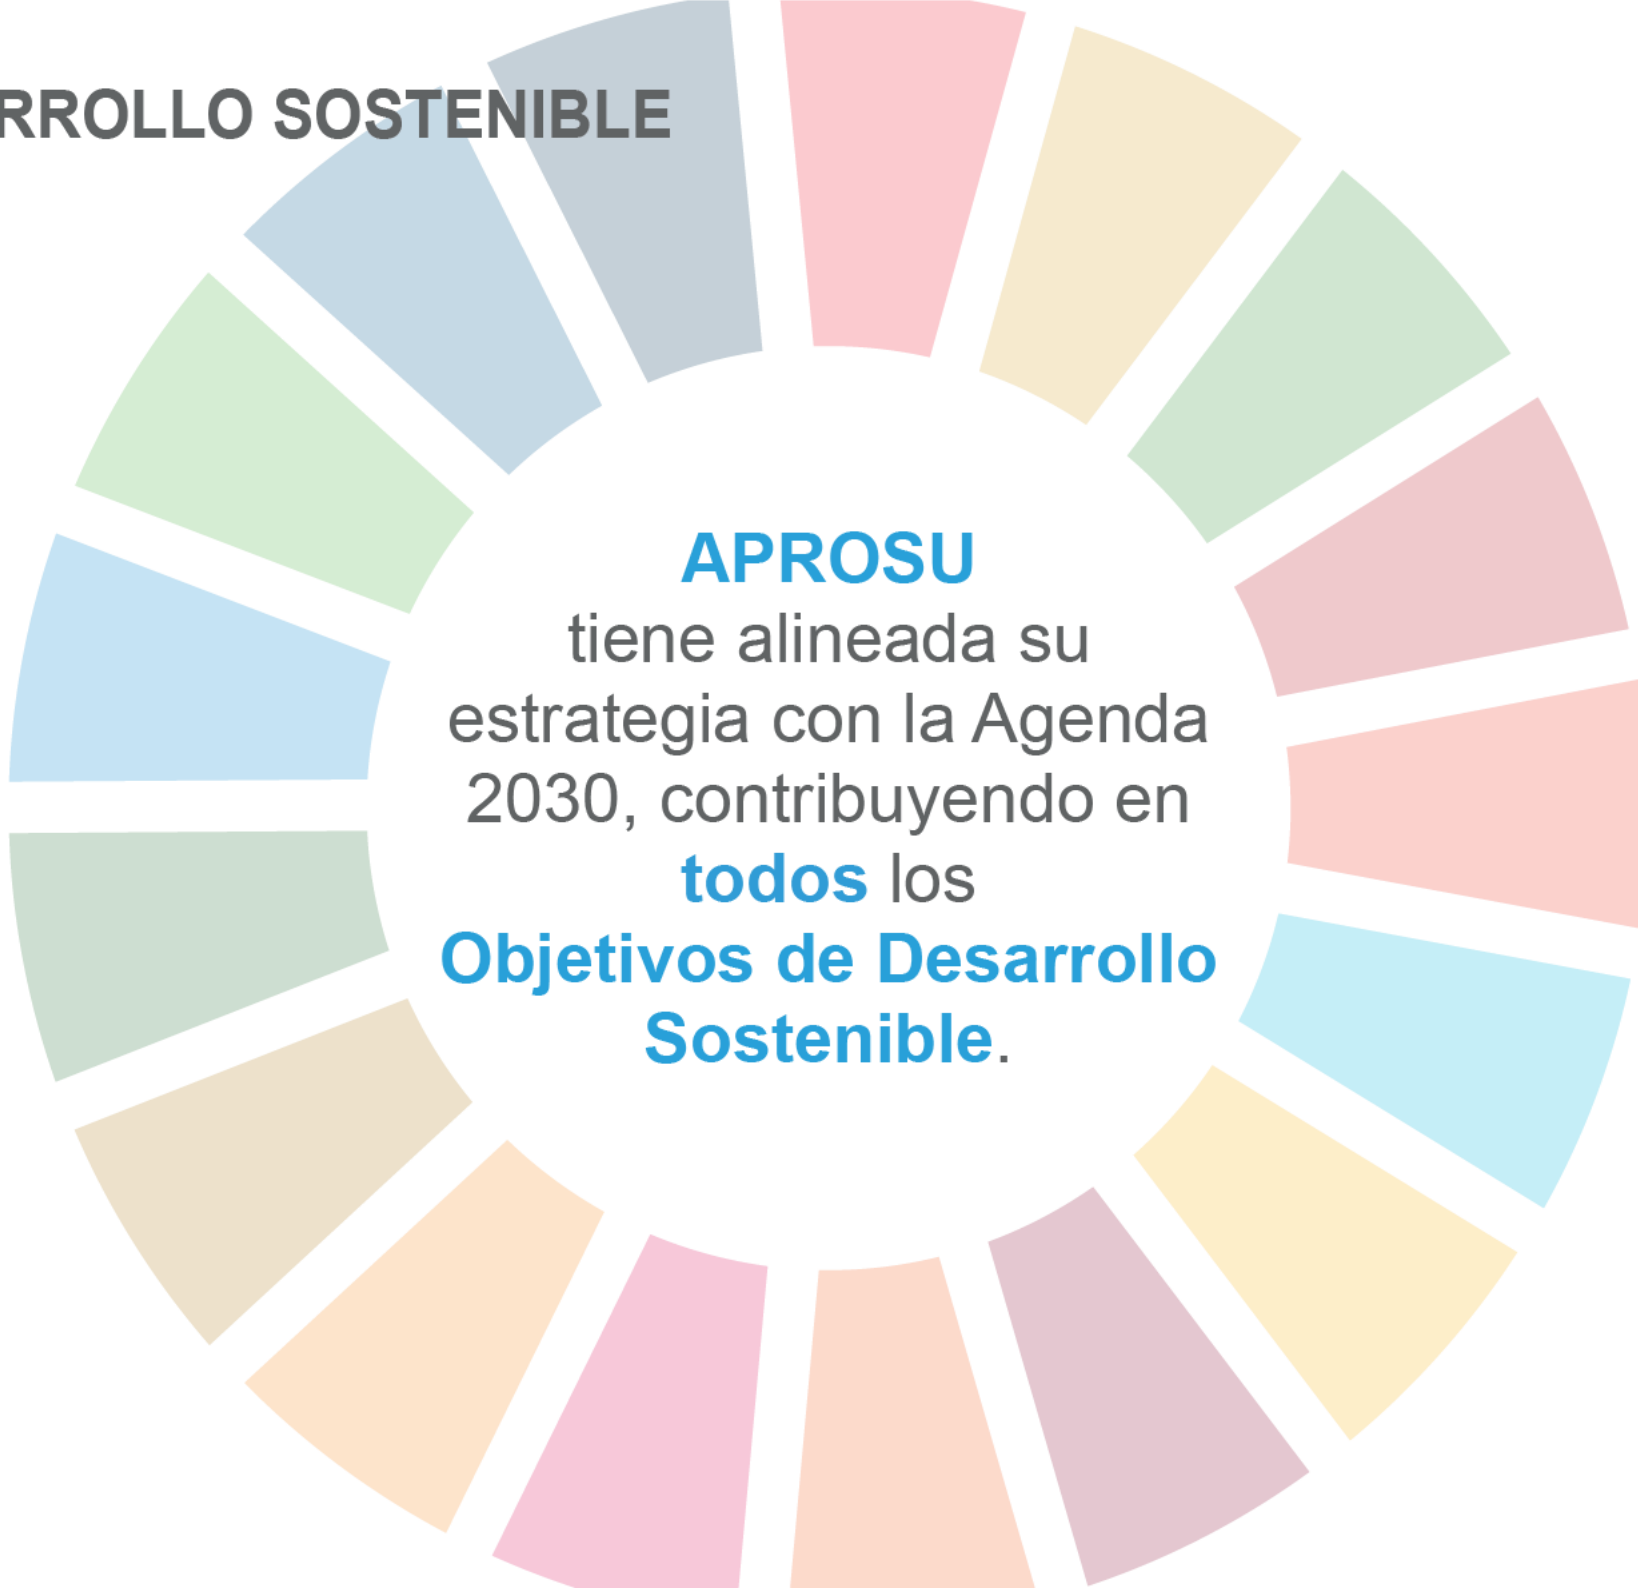 RROLLO SOSTENIBLE
APROSU
tiene alineada su
estrategia con la Agenda
2030, contribuyendo en
todos los
Objetivos de Desarrollo
Sostenible.